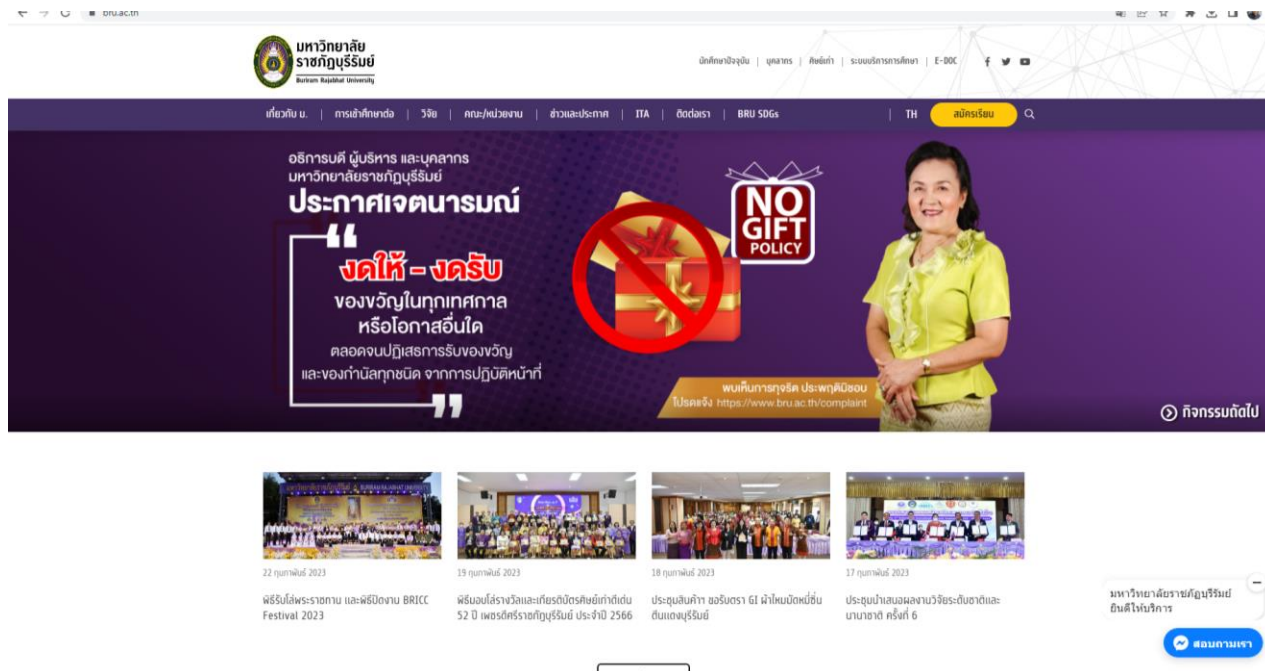 bru.ac.th
มหาวิทยาลัย
ราชภัฏบุรีรัมย์
Buriram Rajabhat University
นักศึกษาปัจจุบัน | บุคลากร | ศิษย์เก่า | ระบบบริการการศึกษา | E-DOC
เกี่ยวกับ ม. | การเข้าศึกษาต่อ | วิจัย | คณะ/หน่วยงาน | ข่าวและประกาศ | ITA | ติดต่อเรา | BRU SDGs | TH สมัครเรียน
อธิการบดี ผู้บริหาร และบุคลากร
มหาวิทยาลัยราชภัฏบุรีรัมย์
ประกาศเจตนารมณ์
งดให้ - งดรับ
ของขวัญในทุกเทศกาล
หรือโอกาสอื่นใด
ตลอดจนปฏิเสธการรับของขวัญ
และของกำนัลทุกชนิด จากการปฏิบัติหน้าที่
NO
GIFT
POLICY
พบเห็นการทุจริต ประพฤติมิชอบ
โปรดแจ้ง https://www.bru.ac.th/complaint
กิจกรรมถัดไป
22 กุมภาพันธ์ 2023
พิธีรับโล่พระราชทาน และพิธีปิดงาน BRICC
Festival 2023
19 กุมภาพันธ์ 2023
พิธีมอบโล่รางวัลและเกียรติบัตรศิษย์เก่าดีเด่น
52 ปี เพชรดีศรีราชภัฏบุรีรัมย์ ประจำปี 2566
18 กุมภาพันธ์ 2023
ประชุมสินค้าฯ ขอรับตรา GI ผ้าไหมมัดหมี่ซิ่น
ตีนแดงบุรีรัมย์
17 กุมภาพันธ์ 2023
ประชุมนำเสนอผลงานวิจัยระดับชาติและ
นานาชาติ ครั้งที่ 6
มหาวิทยาลัยราชภัฏบุรีรัมย์
ยินดีให้บริการ
สอบถามเรา